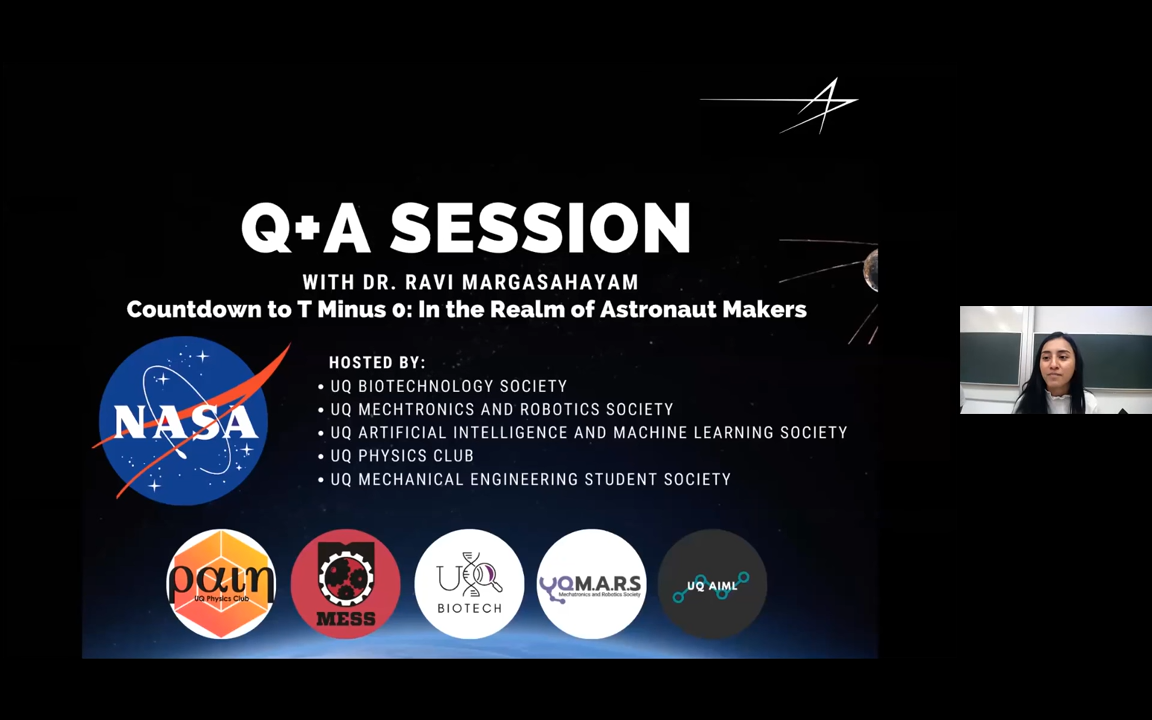 Q+A SESSION
WITH DR. RAVI MARGASAHAYAM
Countdown to T Minus 0: In the Realm of Astronaut Makers
NASA
HOSTED BY:
• UQ BIOTECHNOLOGY SOCIETY
• UQ MECHTRONICS AND ROBOTICS SOCIETY
• UQ ARTIFICIAL INTELLIGENCE AND MACHINE LEARNING SOCIETY
• UQ PHYSICS CLUB
• UQ MECHANICAL ENGINEERING STUDENT SOCIETY
ραιη
UQ Physics Club
MESS
UQ
BIOTECH
UQM.A.R.S
Mechatronics and Robotics Society
UQ AIML